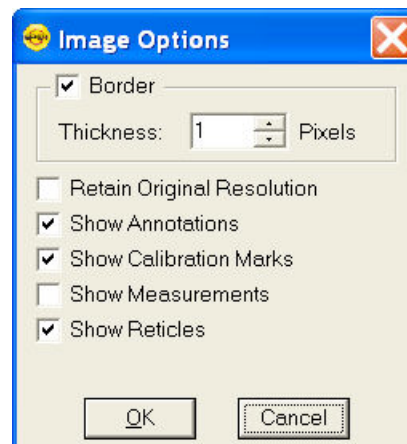 Image Options
Border
Thickness: 1 Pixels
Retain Original Resolution
Show Annotations
Show Calibration Marks
Show Measurements
Show Reticles
OK Cancel